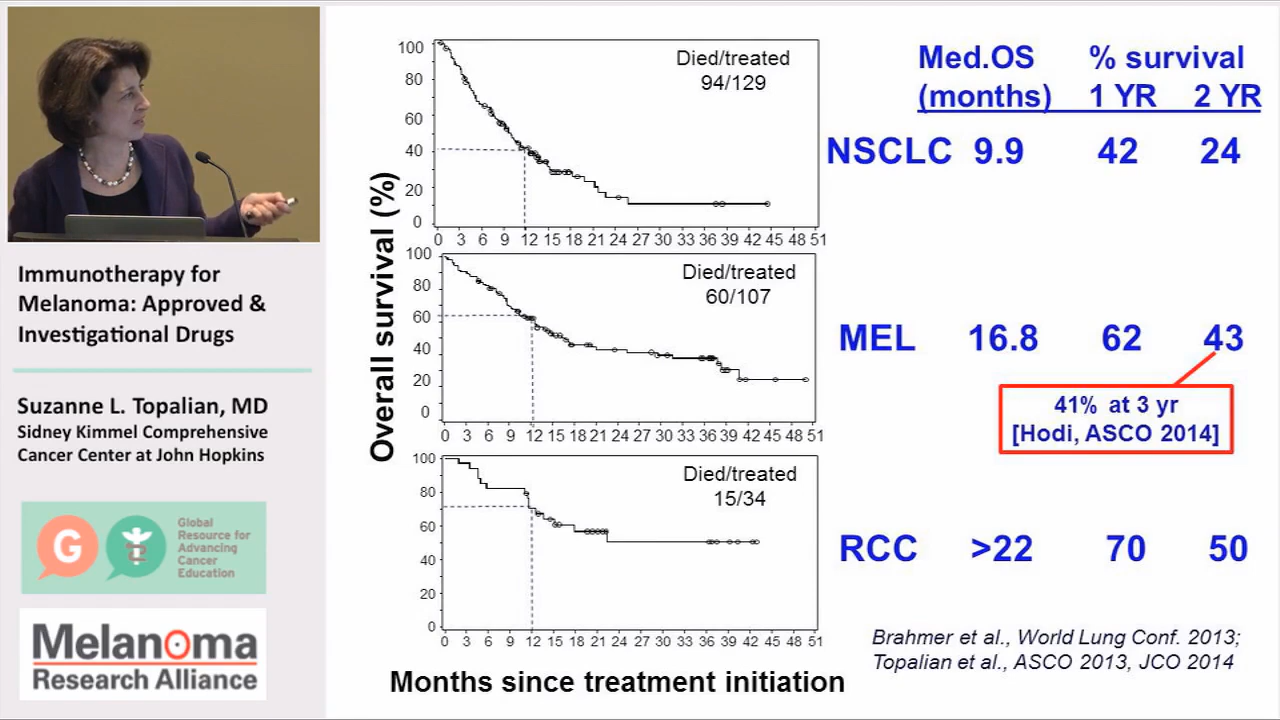 Immunotherapy for
Melanoma: Approved &
Investigational Drugs
Suzanne L. Topalian, MD
Sidney Kimmel Comprehensive
Cancer Center at John Hopkins
G
Global
Resource for
Advancing
Cancer
Education
Melanoma
Research Alliance
Overall survival (%)
Died/treated
94/129
100
80
60
40
20
0
0 3 6 9 12 15 18 21 24 27 30 33 36 39 42 45 48 51
Died/treated
60/107
100
80
60
40
20
0
0 3 6 9 12 15 18 21 24 27 30 33 36 39 42 45 48 51
Died/treated
15/34
100
80
60
40
20
0
0 3 6 9 12 15 18 21 24 27 30 33 36 39 42 45 48 51
Months since treatment initiation
Med.OS % survival
(months) 1 YR 2 YR
NSCLC 9.9 42 24
MEL 16.8 62 43
41% at 3 yr
[Hodi, ASCO 2014]
RCC >22 70 50
Brahmer et al., World Lung Conf. 2013;
Topalian et al., ASCO 2013, JCO 2014